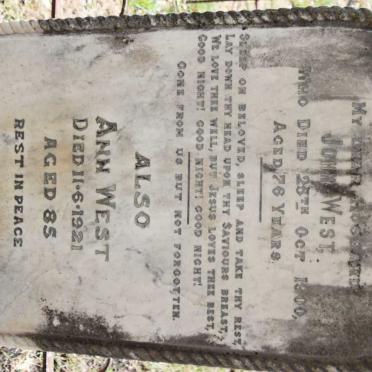 MY DEAR HUSBAND
JOHN WEST
WHO DIED 28TH OCT 1900,
AGED 76 YEARS.
SLEEP ON BELOVED, SLEEP AND TAKE THY REST,
LAY DOWN THY HEAD UPON THY SAVIOURS BREAST,
WE LOVE THEE WELL, BUT JESUS LOVES THEE BEST,
GOOD NIGHT! GOOD NIGHT! GOOD NIGHT!
GONE FROM US BUT NOT FORGOTTEN.
ALSO
ANN WEST
DIED 11·6·1921
AGED 85
REST IN PEACE